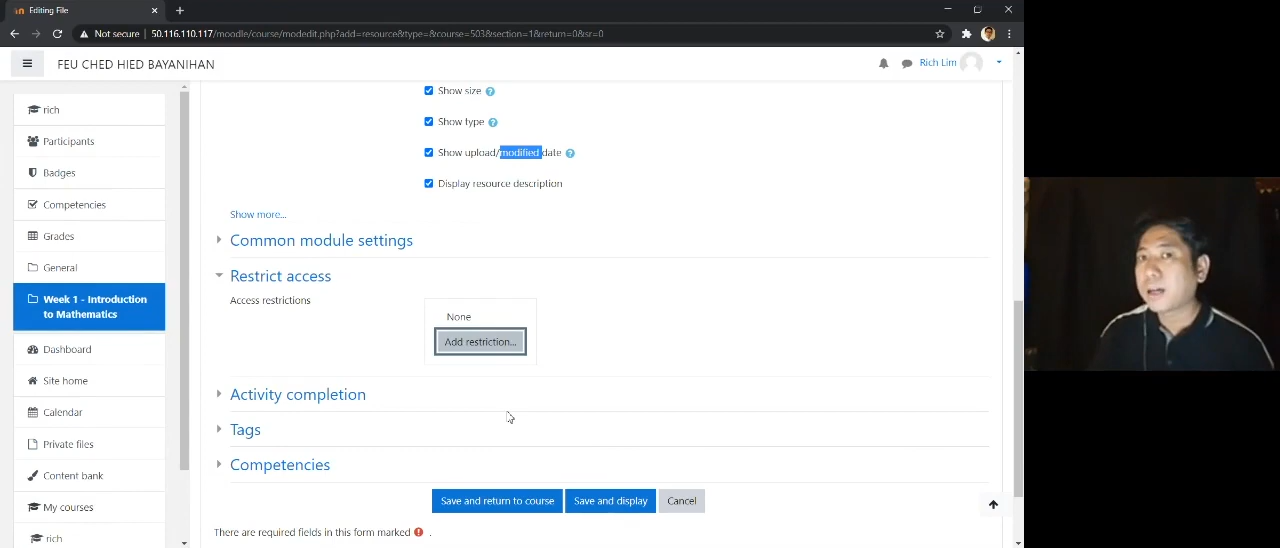 Editing File
Not secure
50.116.110.117/moodle/course/modedit.php?add=resource&type=&course=503&section=1&return=0&sr=0
FEU CHED HIED BAYANIHAN
Rich Lim
rich
Participants
Badges
Competencies
Grades
General
Week 1 - Introduction
to Mathematics
Dashboard
Site home
Calendar
Private files
Content bank
My courses
rich
Show size
Show type
Show upload/modified date
Display resource description
Show more...
Common module settings
Restrict access
Access restrictions
None
Add restriction...
Activity completion
Tags
Competencies
Save and return to course
Save and display
Cancel
There are required fields in this form marked .